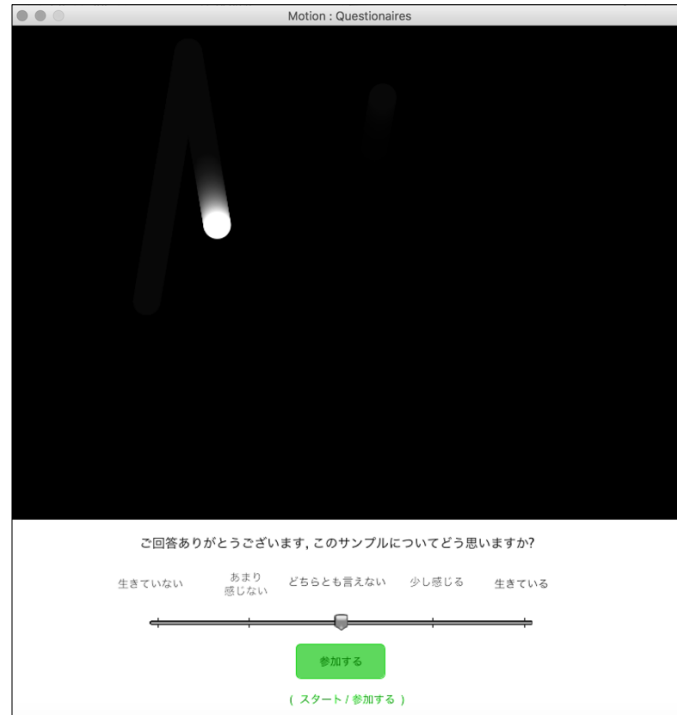 Motion : Questionaires
ご回答ありがとうございます, このサンプルについてどう思いますか?
生きていない
あまり
感じない
どちらとも言えない
少し感じる
生きている
参加する
( スタート / 参加する )